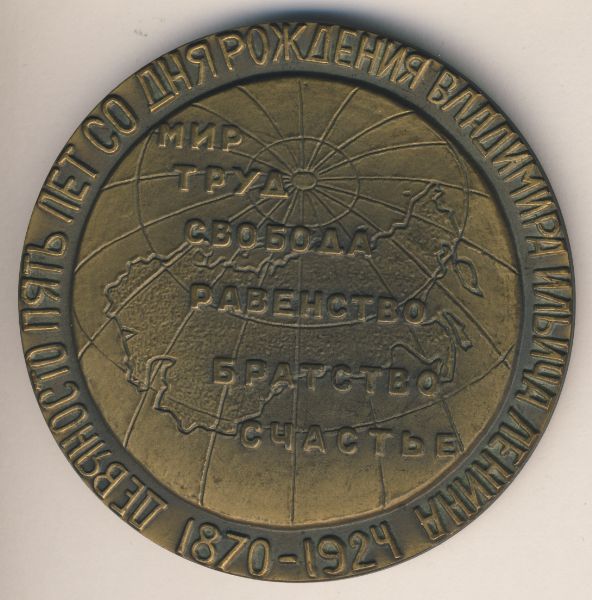 ДЕВЯНОСТО ПЯТЬ ЛЕТ СО ДНЯ РОЖДЕНИЯ ВЛАДИМИРА ИЛЬИЧА ЛЕНИНА
1870-1924
МИР
ТРУД
СВОБОДА
РАВЕНСТВО
БРАТСТВО
СЧАСТЬЕ